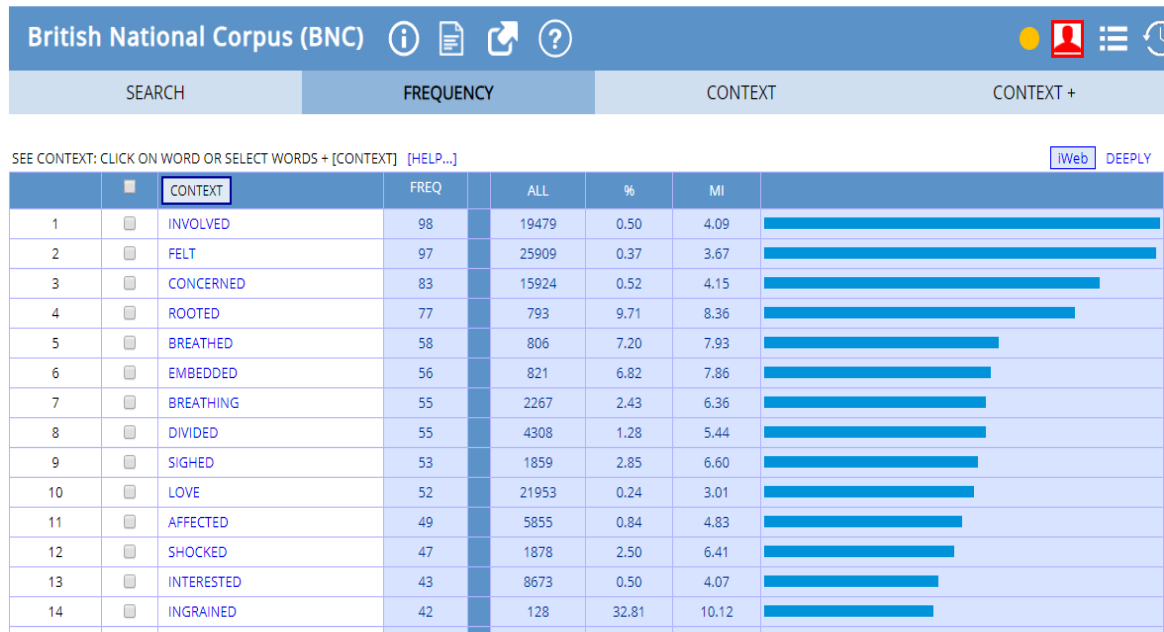 British National Corpus (BNC)
SEARCH FREQUENCY CONTEXT CONTEXT +
SEE CONTEXT: CLICK ON WORD OR SELECT WORDS + [CONTEXT] [HELP...] iWeb DEEPLY
CONTEXT FREQ ALL % MI
1 INVOLVED 98 19479 0.50 4.09
2 FELT 97 25909 0.37 3.67
3 CONCERNED 83 15924 0.52 4.15
4 ROOTED 77 793 9.71 8.36
5 BREATHED 58 806 7.20 7.93
6 EMBEDDED 56 821 6.82 7.86
7 BREATHING 55 2267 2.43 6.36
8 DIVIDED 55 4308 1.28 5.44
9 SIGHED 53 1859 2.85 6.60
10 LOVE 52 21953 0.24 3.01
11 AFFECTED 49 5855 0.84 4.83
12 SHOCKED 47 1878 2.50 6.41
13 INTERESTED 43 8673 0.50 4.07
14 INGRAINED 42 128 32.81 10.12